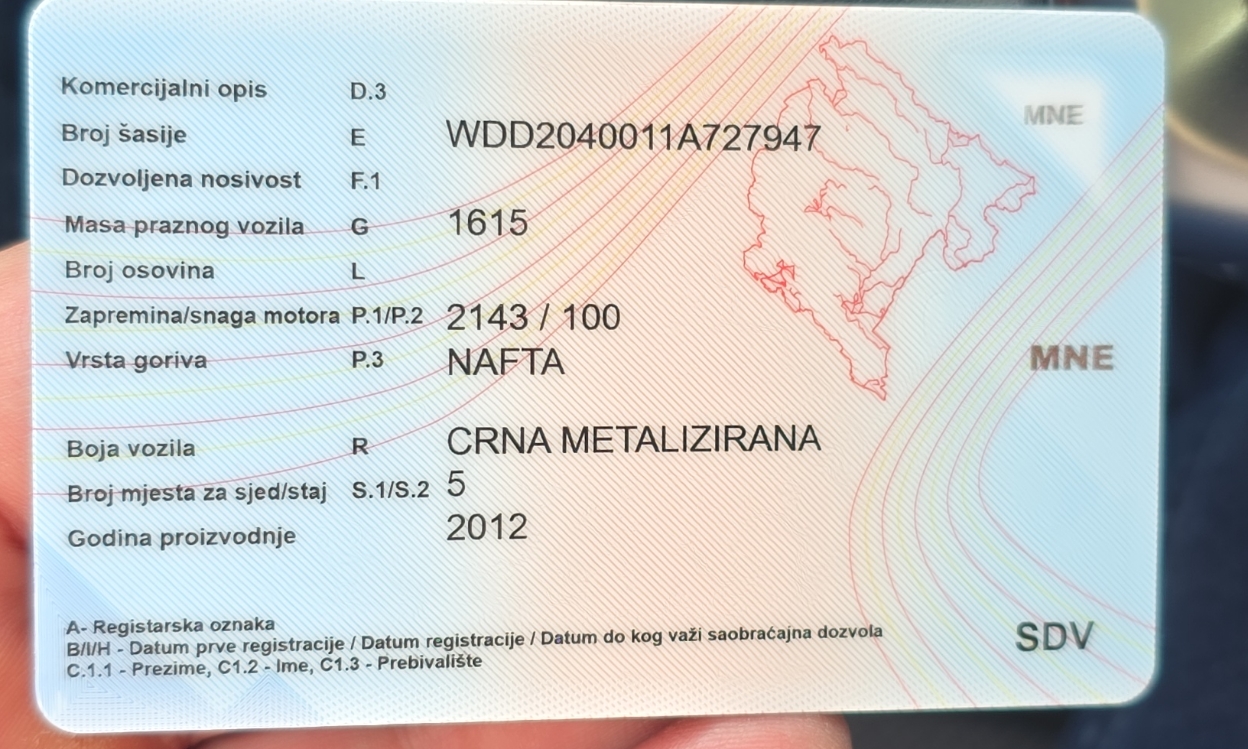 Komercijalni opis D.3
MNE
Broj šasije E WDD2040011A727947
Dozvoljena nosivost F.1
Masa praznog vozila G 1615
Broj osovina L
Zapremina/snaga motora P.1/P.2 2143 / 100
Vrsta goriva P.3 NAFTA
MNE
Boja vozila R CRNA METALIZIRANA
Broj mjesta za sjed/staj S.1/S.2 5
Godina proizvodnje 2012
A- Registarska oznaka
B/I/H - Datum prve registracije / Datum registracije / Datum do kog važi saobraćajna dozvola
C.1.1 - Prezime, C1.2 - Ime, C1.3 - Prebivalište
SDV